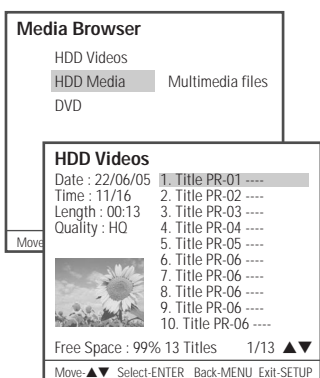 Media Browser
HDD Videos
HDD Media Multimedia files
DVD
Move
HDD Videos
Date : 22/06/05 1. Title PR-01 ----
Time : 11/16 2. Title PR-02 ----
Length : 00:13 3. Title PR-03 ----
Quality : HQ 4. Title PR-04 ----
5. Title PR-05 ----
6. Title PR-06 ----
7. Title PR-06 ----
8. Title PR-06 ----
9. Title PR-06 ----
10. Title PR-06 ----
Free Space : 99% 13 Titles 1/13 ▲▼
Move-▲▼ Select-ENTER Back-MENU Exit-SETUP